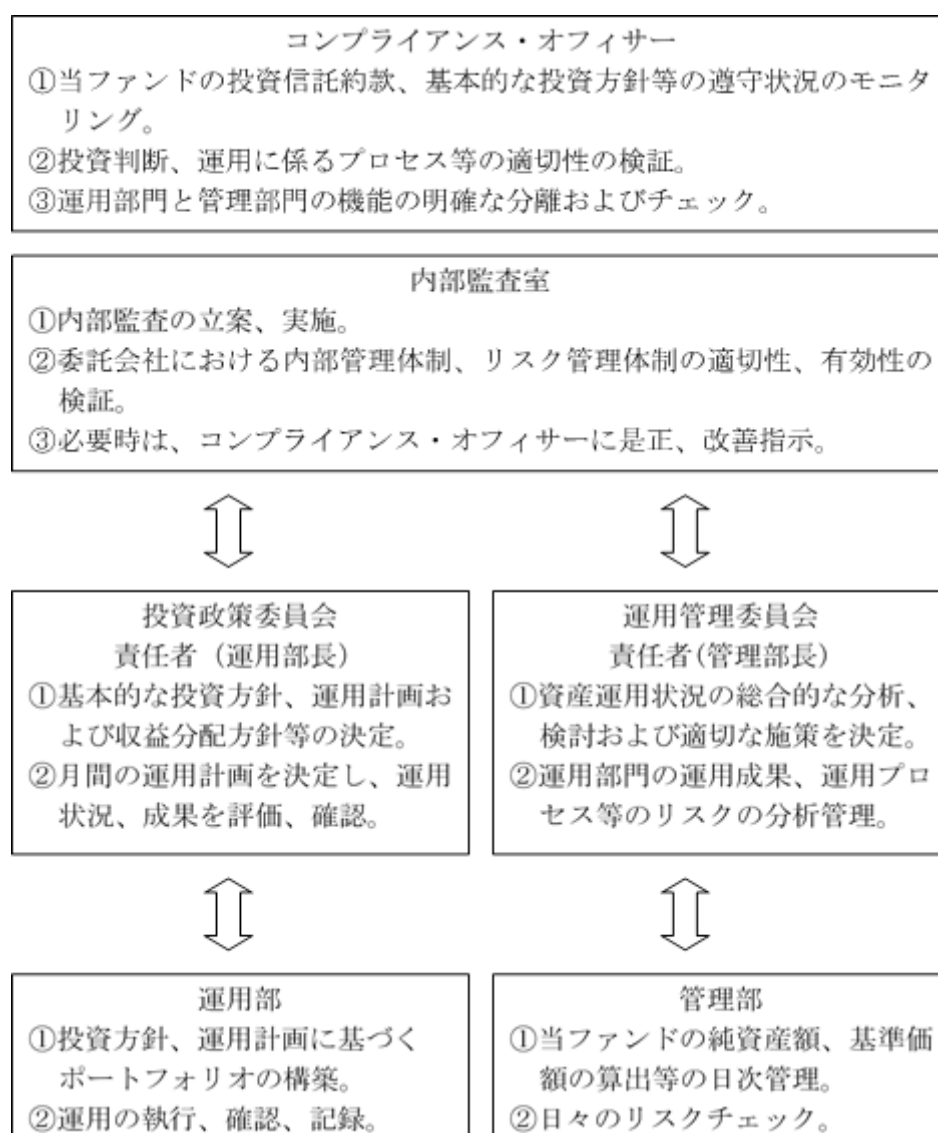 コンプライアンス・オフィサー
①当ファンドの投資信託約款、基本的な投資方針等の遵守状況のモニタ
リング。
②投資判断、運用に係るプロセス等の適切性の検証。
③運用部門と管理部門の機能の明確な分離およびチェック。
内部監査室
①内部監査の立案、実施。
②委託会社における内部管理体制、リスク管理体制の適切性、有効性の
検証。
③必要時は、コンプライアンス・オフィサーに是正、改善指示。
投資政策委員会
責任者（運用部長）
①基本的な投資方針、運用計画お
よび収益分配方針等の決定。
②月間の運用計画を決定し、運用
状況、成果を評価、確認。
運用管理委員会
責任者(管理部長)
①資産運用状況の総合的な分析、
検討および適切な施策を決定。
②運用部門の運用成果、運用プロ
セス等のリスクの分析管理。
運用部
①投資方針、運用計画に基づく
ポートフォリオの構築。
②運用の執行、確認、記録。
管理部
①当ファンドの純資産額、基準価
額の算出等の日次管理。
②日々のリスクチェック。